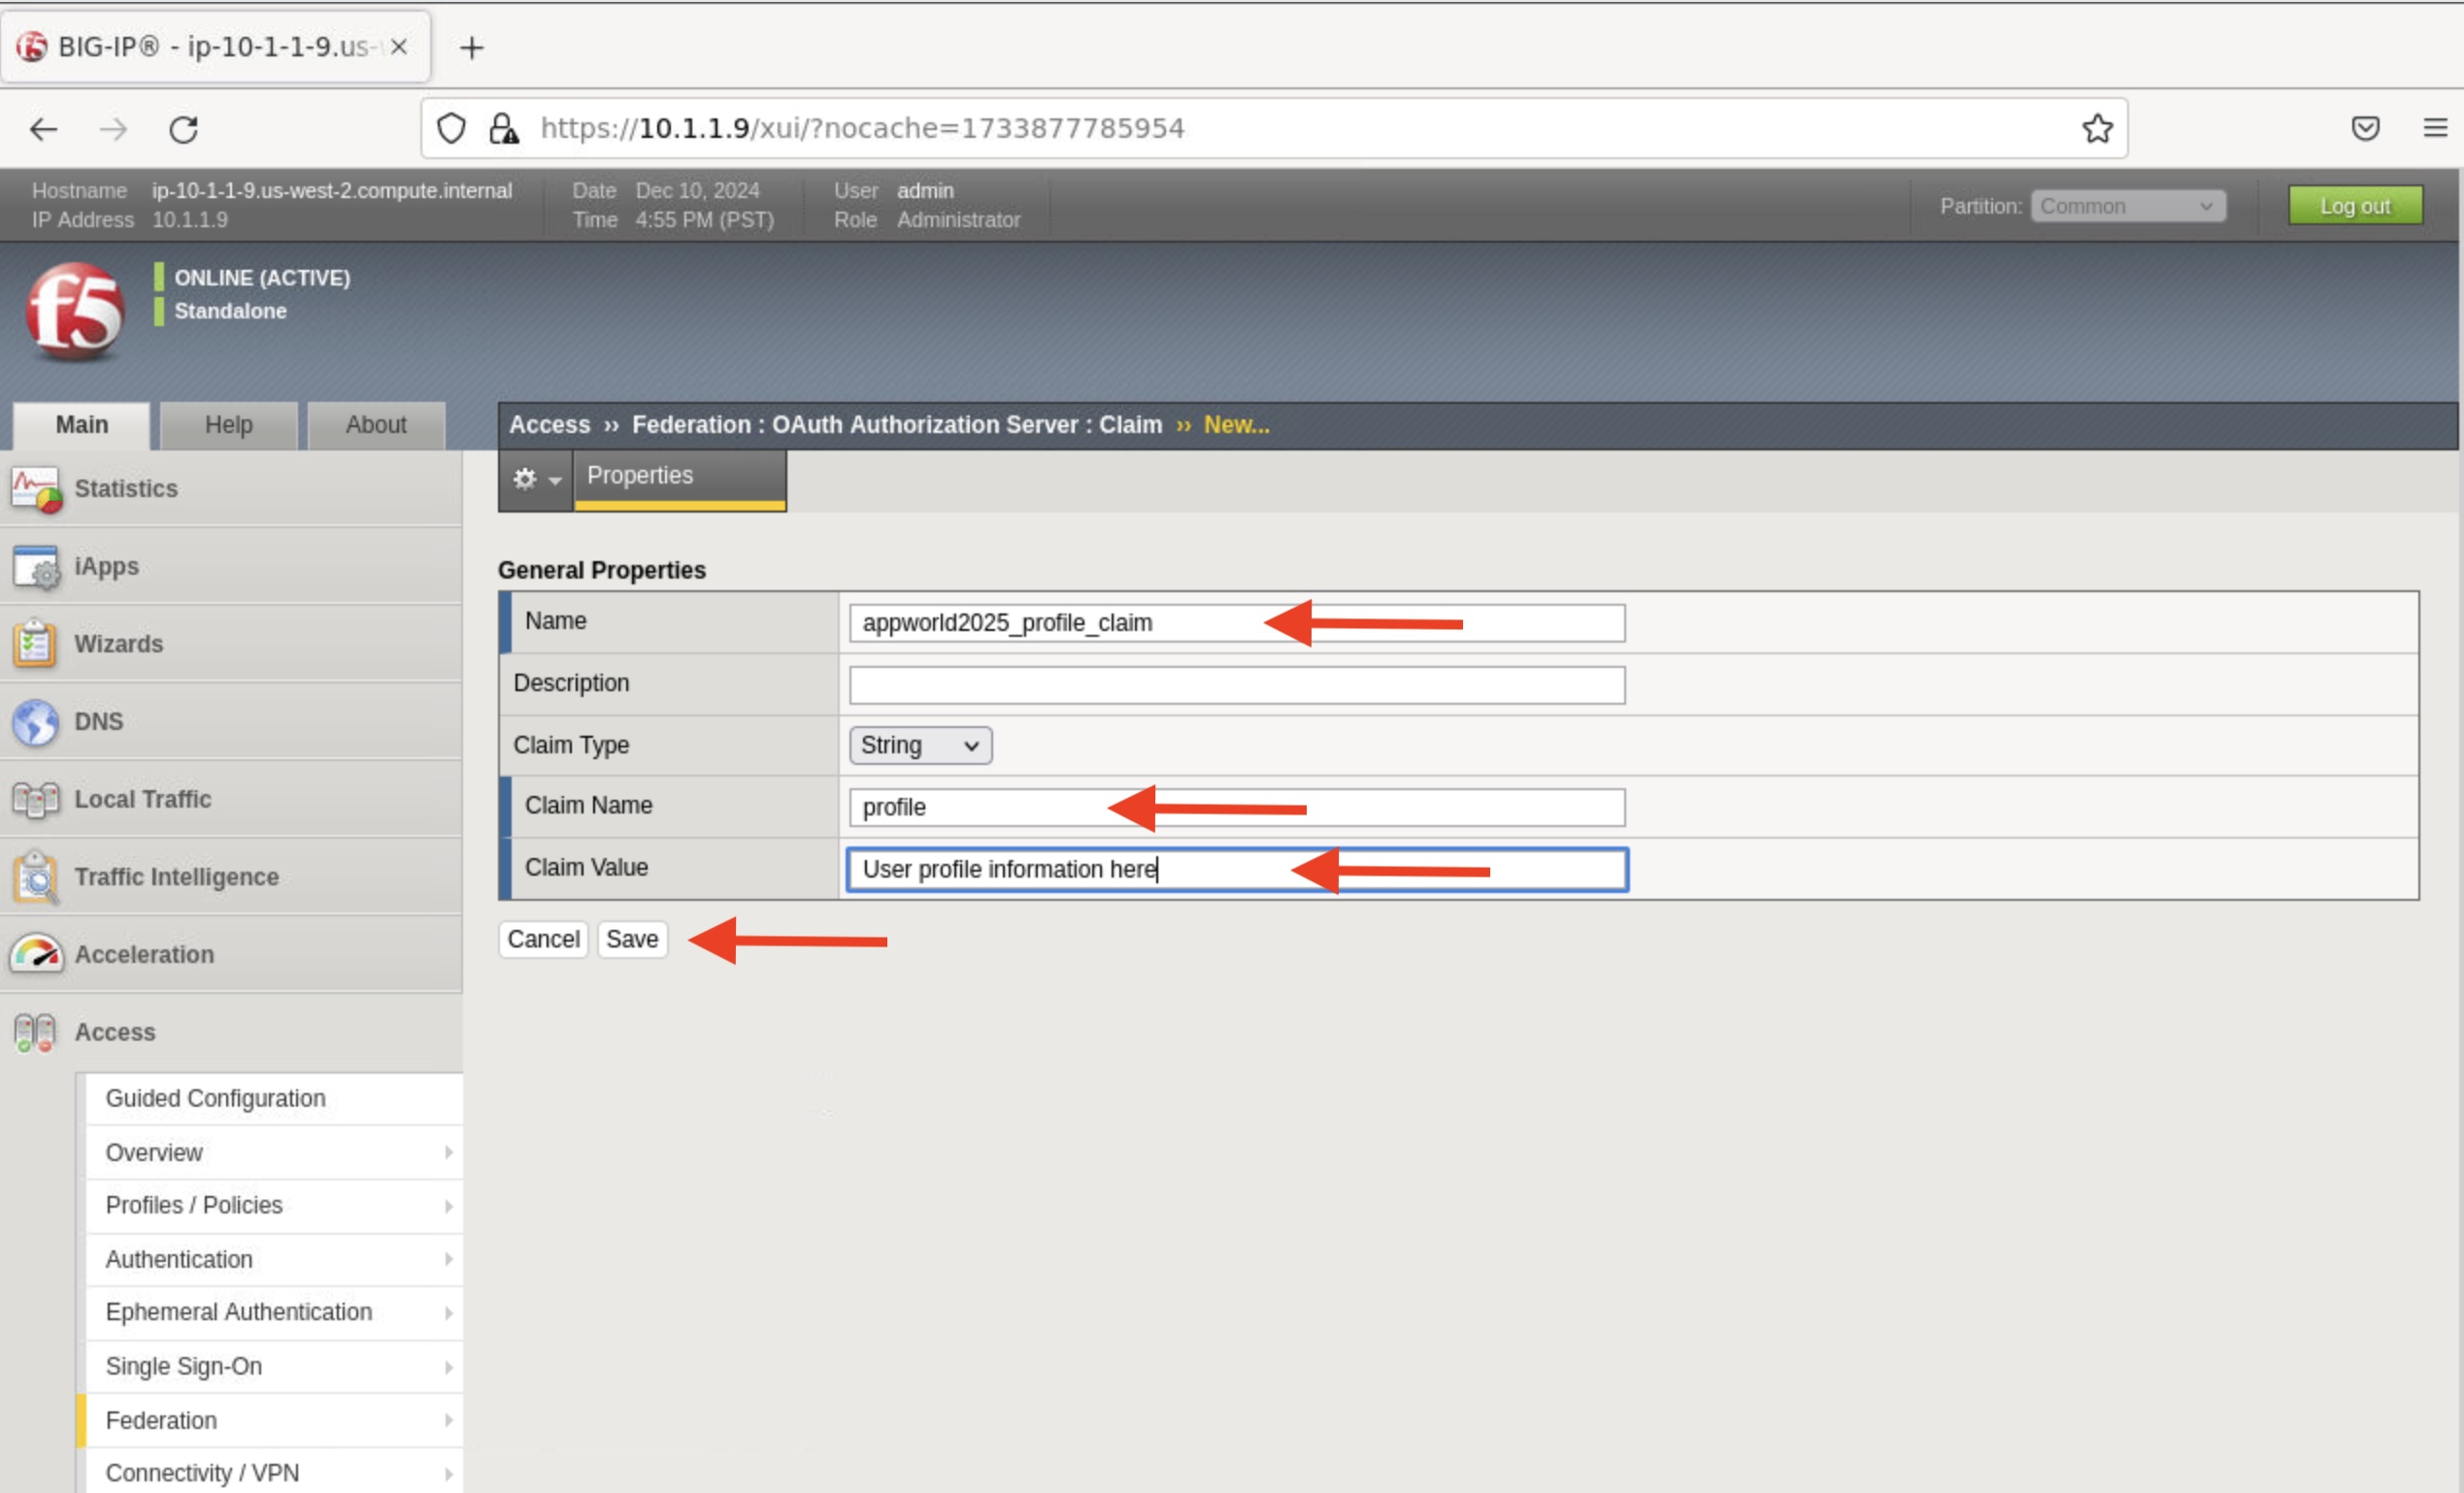 BIG-IP® - ip-10-1-1-9.us-
https://10.1.1.9/xui/?nocache=1733877785954
Hostname ip-10-1-1-9.us-west-2.compute.internal Date Dec 10, 2024 User admin
IP Address 10.1.1.9 Time 4:55 PM (PST) Role Administrator
Partition: Common Log out
f5
ONLINE (ACTIVE)
Standalone
Main Help About
Access ›› Federation : OAuth Authorization Server : Claim ›› New...
Properties
Statistics
iApps
Wizards
DNS
Local Traffic
Traffic Intelligence
Acceleration
Access
Guided Configuration
Overview
Profiles / Policies
Authentication
Ephemeral Authentication
Single Sign-On
Federation
Connectivity / VPN
General Properties
Name appworld2025_profile_claim
Description
Claim Type String
Claim Name profile
Claim Value User profile information here
Cancel Save